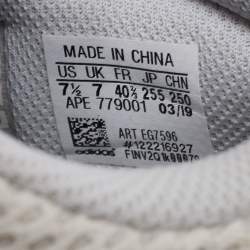 MADE IN CHINA
US UK FR JP CHN
7½ 7 40⅔ 255 250
APE 779001 03/19
ART EG7596
#122216927
adidas